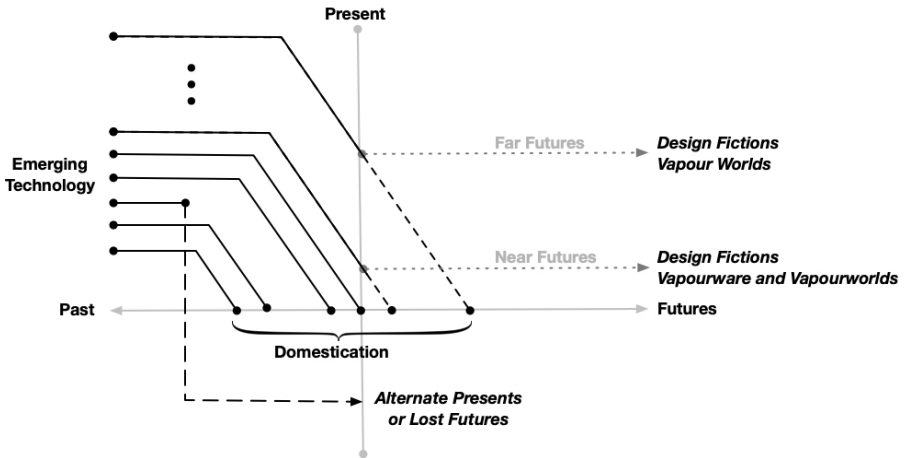 Present
Far Futures
Design Fictions
Vapour Worlds
Emerging
Technology
Near Futures
Design Fictions
Vapourware and Vapourworlds
Past
Futures
Domestication
Alternate Presents
or Lost Futures